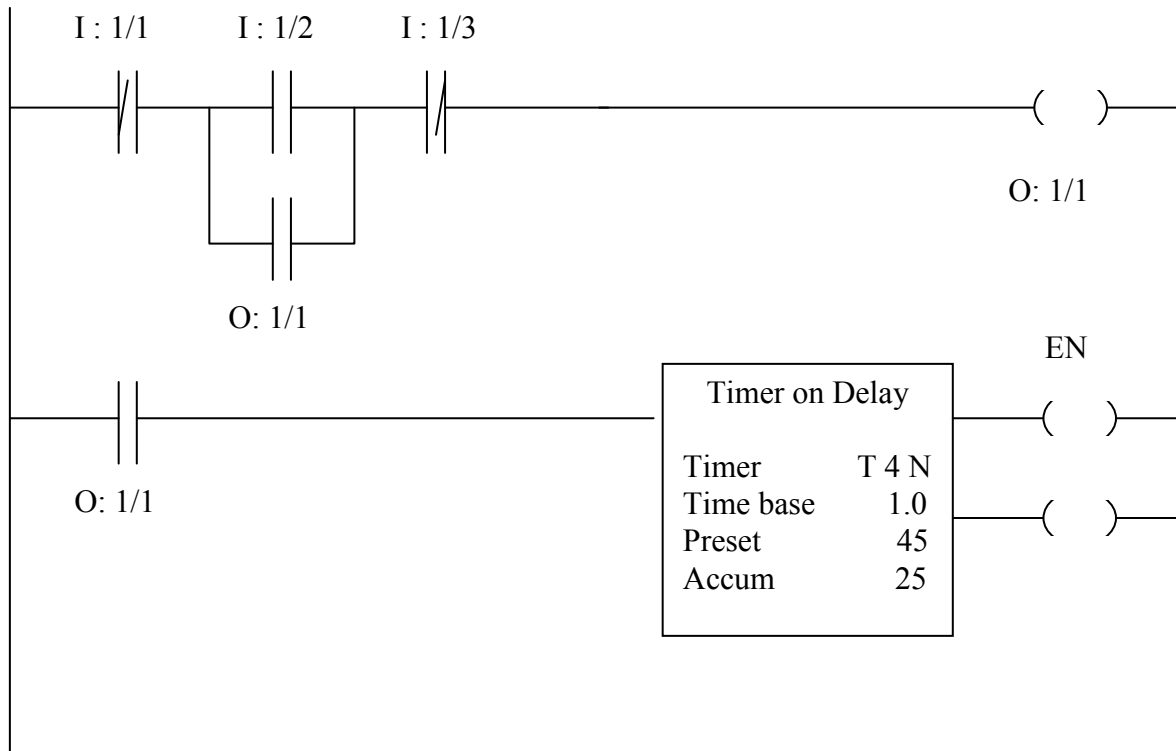 I : 1/1 I : 1/2 I : 1/3
O: 1/1
O: 1/1
EN
Timer on Delay
Timer T 4 N
Time base 1.0
Preset 45
Accum 25
O: 1/1